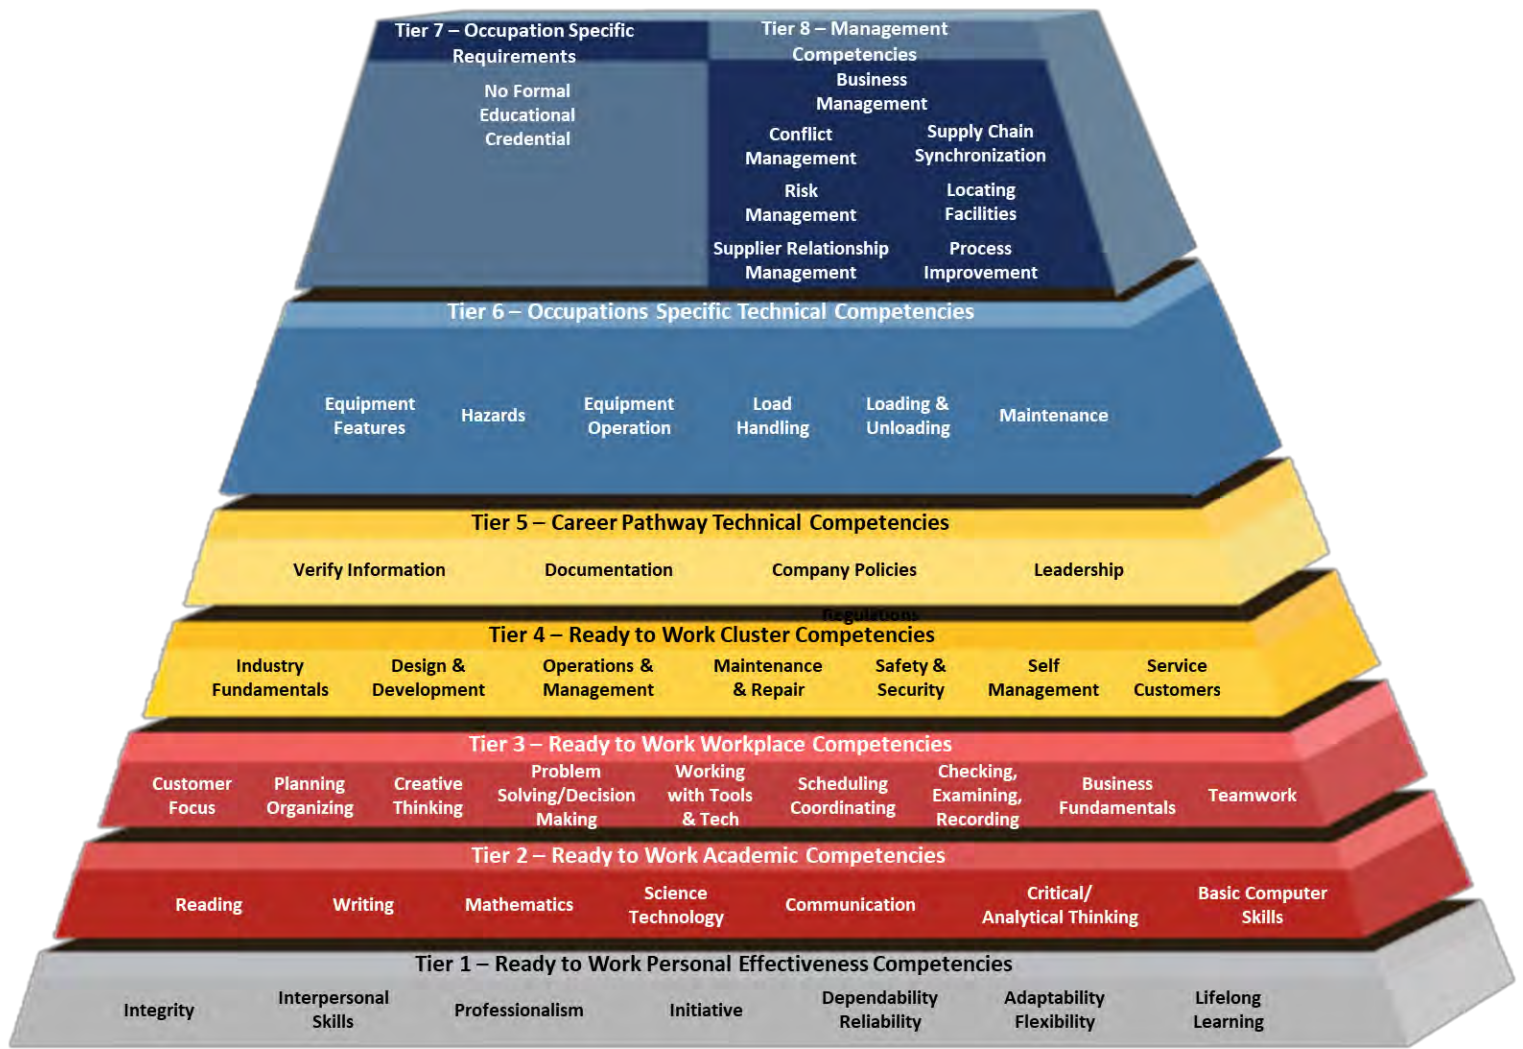 Tier 7 – Occupation Specific
Requirements
No Formal
Educational
Credential
Tier 8 – Management
Competencies
Business
Management
Conflict
Management
Supply Chain
Synchronization
Risk
Management
Locating
Facilities
Supplier Relationship
Management
Process
Improvement
Tier 6 – Occupations Specific Technical Competencies
Equipment
Features
Hazards
Equipment
Operation
Load
Handling
Loading &
Unloading
Maintenance
Tier 5 – Career Pathway Technical Competencies
Verify Information
Documentation
Company Policies
Leadership
Regulations
Tier 4 – Ready to Work Cluster Competencies
Industry
Fundamentals
Design &
Development
Operations &
Management
Maintenance
& Repair
Safety &
Security
Self
Management
Service
Customers
Tier 3 – Ready to Work Workplace Competencies
Customer
Focus
Planning
Organizing
Creative
Thinking
Problem
Solving/Decision
Making
Working
with Tools
& Tech
Scheduling
Coordinating
Checking,
Examining,
Recording
Business
Fundamentals
Teamwork
Tier 2 – Ready to Work Academic Competencies
Reading
Writing
Mathematics
Science
Technology
Communication
Critical/
Analytical Thinking
Basic Computer
Skills
Tier 1 – Ready to Work Personal Effectiveness Competencies
Integrity
Interpersonal
Skills
Professionalism
Initiative
Dependability
Reliability
Adaptability
Flexibility
Lifelong
Learning